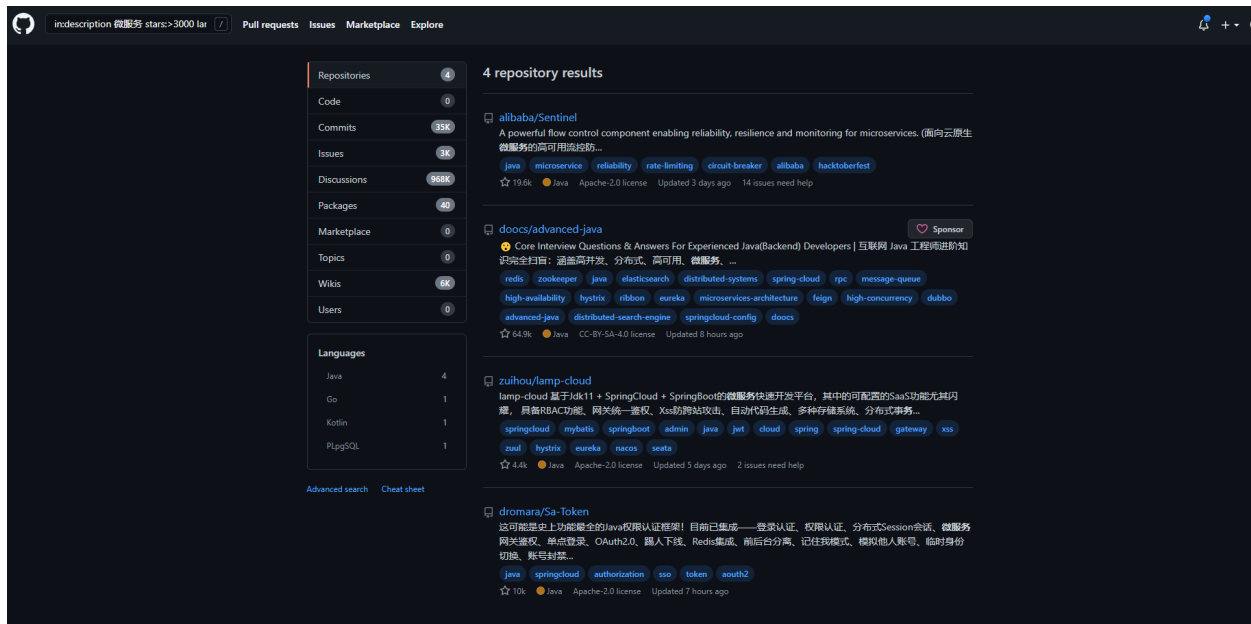 in:description 微服务 stars:>3000 lan /
Pull requests Issues Marketplace Explore
Repositories 4
Code 0
Commits 35K
Issues 3K
Discussions 968K
Packages 40
Marketplace 0
Topics 0
Wikis 6K
Users 0
Languages
Java 4
Go 1
Kotlin 1
PLpgSQL 1
Advanced search Cheat sheet
4 repository results
alibaba/Sentinel
A powerful flow control component enabling reliability, resilience and monitoring for microservices. (面向云原生
微服务的高可用流控防...
java microservice reliability rate-limiting circuit-breaker alibaba hacktoberfest
19.6k Java Apache-2.0 license Updated 3 days ago 14 issues need help
doocs/advanced-java
Sponsor
😮 Core Interview Questions & Answers For Experienced Java(Backend) Developers | 互联网 Java 工程师进阶知
识完全扫盲：涵盖高并发、分布式、高可用、微服务、...
redis zookeeper java elasticsearch distributed-systems spring-cloud rpc message-queue
high-availability hystrix ribbon eureka microservices-architecture feign high-concurrency dubbo
advanced-java distributed-search-engine springcloud-config doocs
64.9k Java CC-BY-SA-4.0 license Updated 8 hours ago
zuihou/lamp-cloud
lamp-cloud 基于Jdk11 + SpringCloud + SpringBoot的微服务快速开发平台，其中的可配置的SaaS功能尤其闪
耀， 具备RBAC功能、网关统一鉴权、Xss防跨站攻击、自动代码生成、多种存储系统、分布式事务...
springcloud mybatis springboot admin java jwt cloud spring spring-cloud gateway xss
zuul hystrix eureka nacos seata
4.4k Java Apache-2.0 license Updated 5 days ago 2 issues need help
dromara/Sa-Token
这可能是史上功能最全的Java权限认证框架！目前已集成——登录认证、权限认证、分布式Session会话、微服务
网关鉴权、单点登录、OAuth2.0、踢人下线、Redis集成、前后台分离、记住我模式、模拟他人账号、临时身份
切换、账号封禁...
java springcloud authorization sso token aouth2
10k Java Apache-2.0 license Updated 7 hours ago